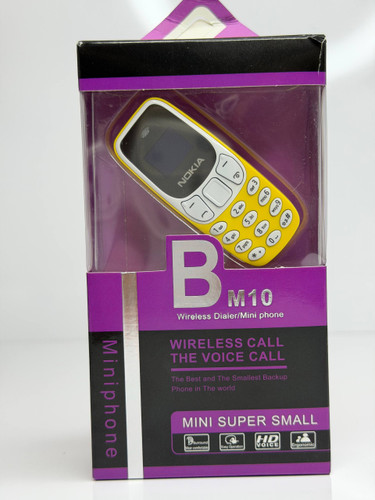 NOKIA
B M10
Wireless Dialer/Mini phone
Miniphone
WIRELESS CALL
THE VOICE CALL
The Best and The Smallest Backup
Phone in The world
MINI SUPER SMALL
HD
VOICE